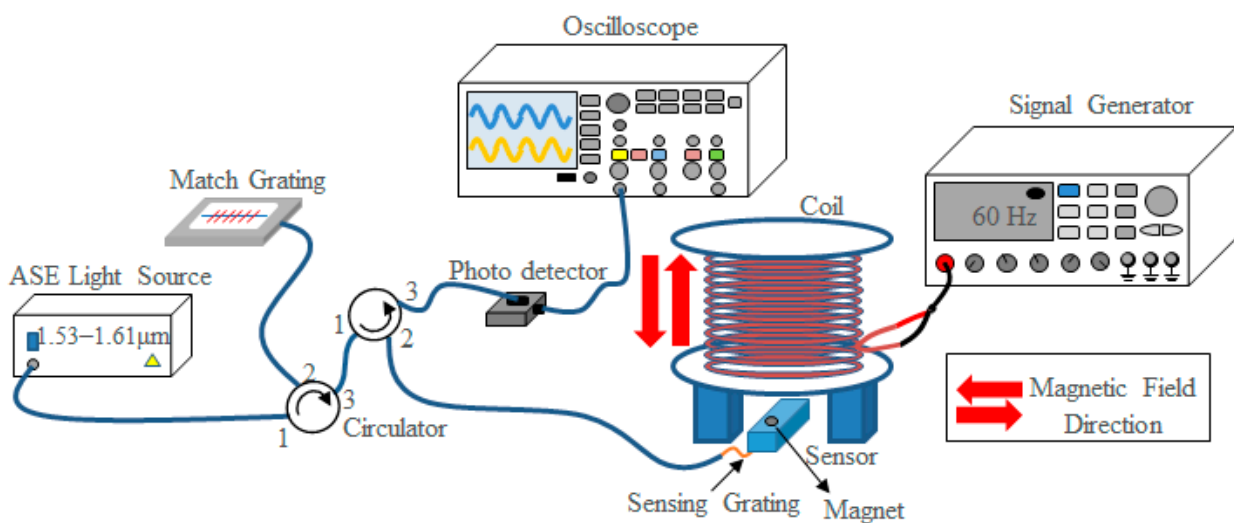 Oscilloscope
Signal Generator
Match Grating
Coil
60 Hz
ASE Light Source
Photo detector
1.53−1.61μm
3
1
2
2
3
1
Circulator
Magnetic Field
Direction
Sensor
Sensing Grating
Magnet